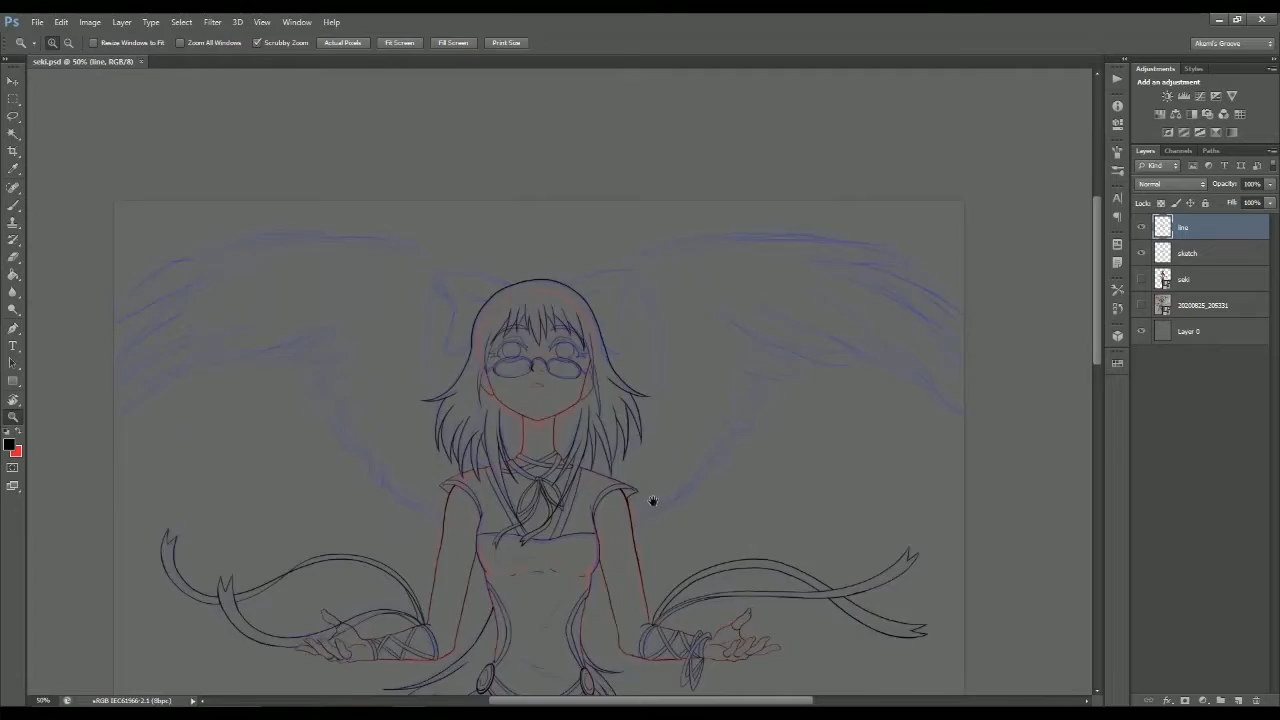 Ps File Edit Image Layer Type Select Filter 3D View Window Help
Resize Windows to Fit Zoom All Windows Scrubby Zoom Actual Pixels Fit Screen Fill Screen Print Size Akemi's Groove
seki.psd @ 50% (line, RGB/8) ×
Adjustments Styles
Add an adjustment
Layers Channels Paths
Kind
Normal Opacity: 100%
Lock: Fill: 100%
line
sketch
seki
20200825_205331
Layer 0
50% sRGB IEC61966-2.1 (8bpc)